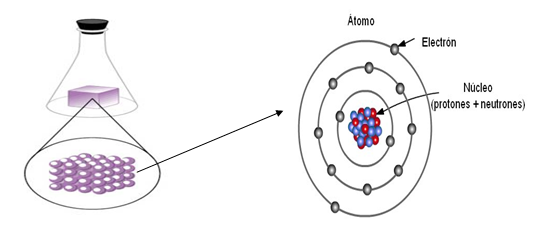 Átomo
Electrón
Núcleo
(protones + neutrones)